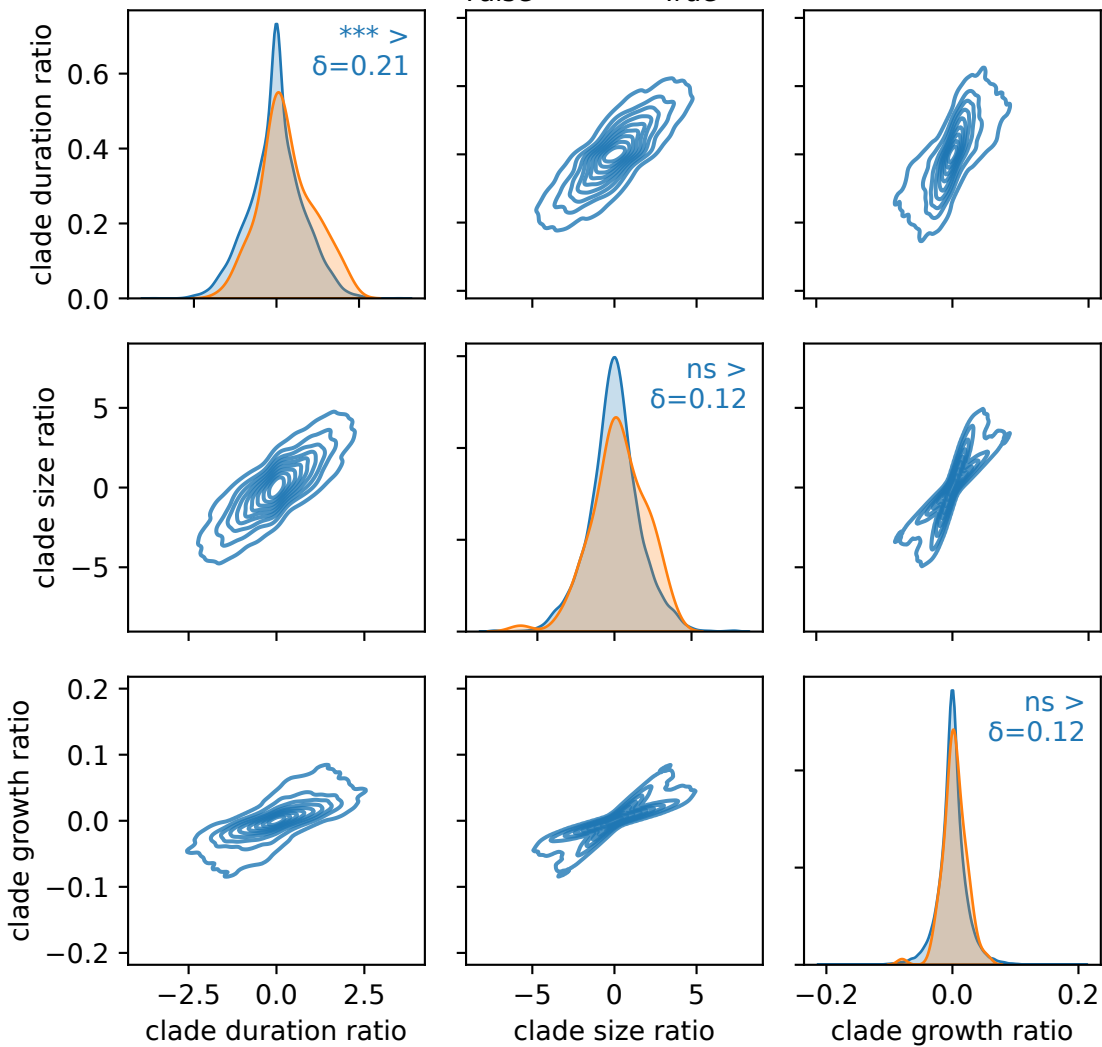 clade duration ratio
0.6
0.4
0.2
0.0
*** >
δ=0.21
clade size ratio
5
0
−5
ns >
δ=0.12
clade growth ratio
0.2
0.1
0.0
−0.1
−0.2
ns >
δ=0.12
−2.5 0.0 2.5
clade duration ratio
−5 0 5
clade size ratio
−0.2 0.0 0.2
clade growth ratio